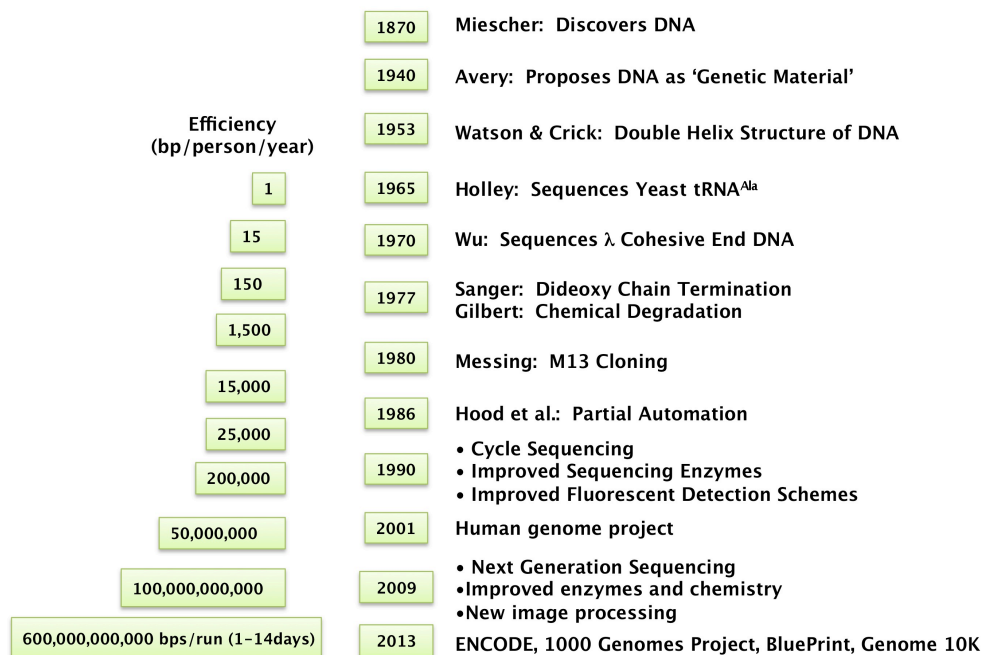 1870 Miescher: Discovers DNA
1940 Avery: Proposes DNA as ‘Genetic Material’
Efficiency
(bp/person/year)
1953 Watson & Crick: Double Helix Structure of DNA
1 1965 Holley: Sequences Yeast tRNAAla
15 1970 Wu: Sequences λ Cohesive End DNA
150 1977 Sanger: Dideoxy Chain Termination
Gilbert: Chemical Degradation
1,500
1980 Messing: M13 Cloning
15,000
1986 Hood et al.: Partial Automation
25,000
• Cycle Sequencing
200,000 1990 • Improved Sequencing Enzymes
• Improved Fluorescent Detection Schemes
50,000,000 2001 Human genome project
• Next Generation Sequencing
100,000,000,000 2009 •Improved enzymes and chemistry
•New image processing
600,000,000,000 bps/run (1-14days) 2013 ENCODE, 1000 Genomes Project, BluePrint, Genome 10K